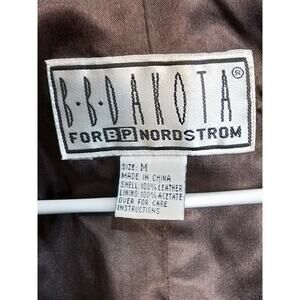 B·B·DAKOTA®
FOR BP NORDSTROM
SIZE: M
MADE IN CHINA
SHELL: 100% LEATHER
LINING: 100% ACETATE
OVER FOR CARE
INSTRUCTIONS